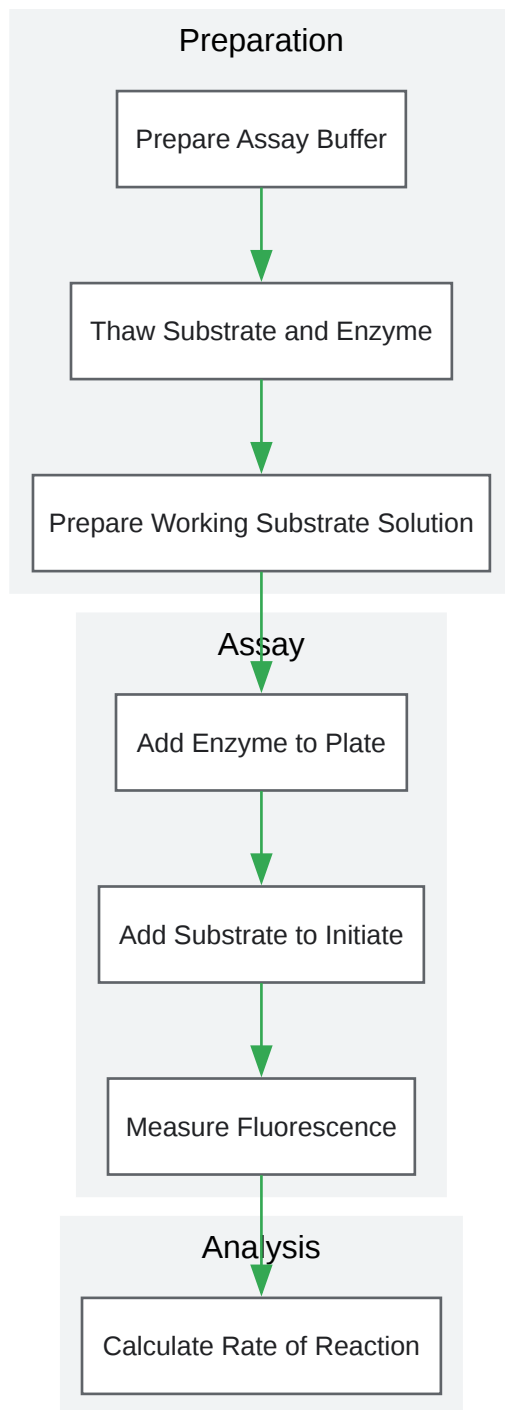 Preparation
Prepare Assay Buffer
Thaw Substrate and Enzyme
Prepare Working Substrate Solution
Assay
Add Enzyme to Plate
Add Substrate to Initiate
Measure Fluorescence
Analysis
Calculate Rate of Reaction